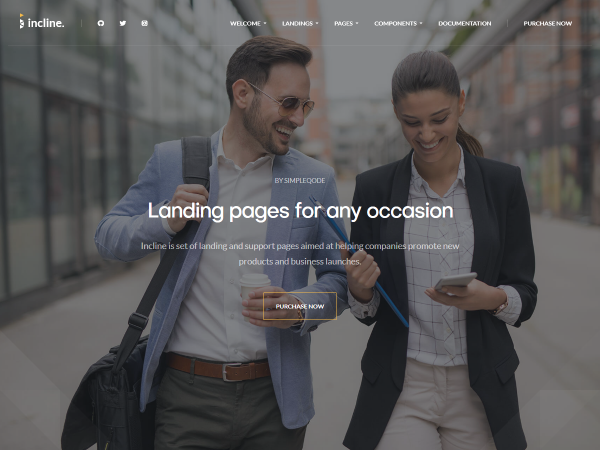 incline.
WELCOME
LANDINGS
PAGES
COMPONENTS
DOCUMENTATION
PURCHASE NOW
BY SIMPLEQODE
Landing pages for any occasion
Incline is set of landing and support pages aimed at helping companies promote new
products and business launches.
PURCHASE NOW